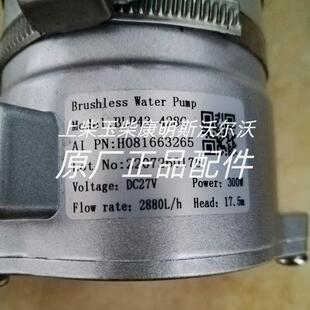 Brushless Water Pump
Model
AI PN:H081663265
上柴玉柴康明斯沃尔沃
原厂正品配件
Voltage: DC27V Power: 300W
Flow rate: 2880L/h Head: 17.5m